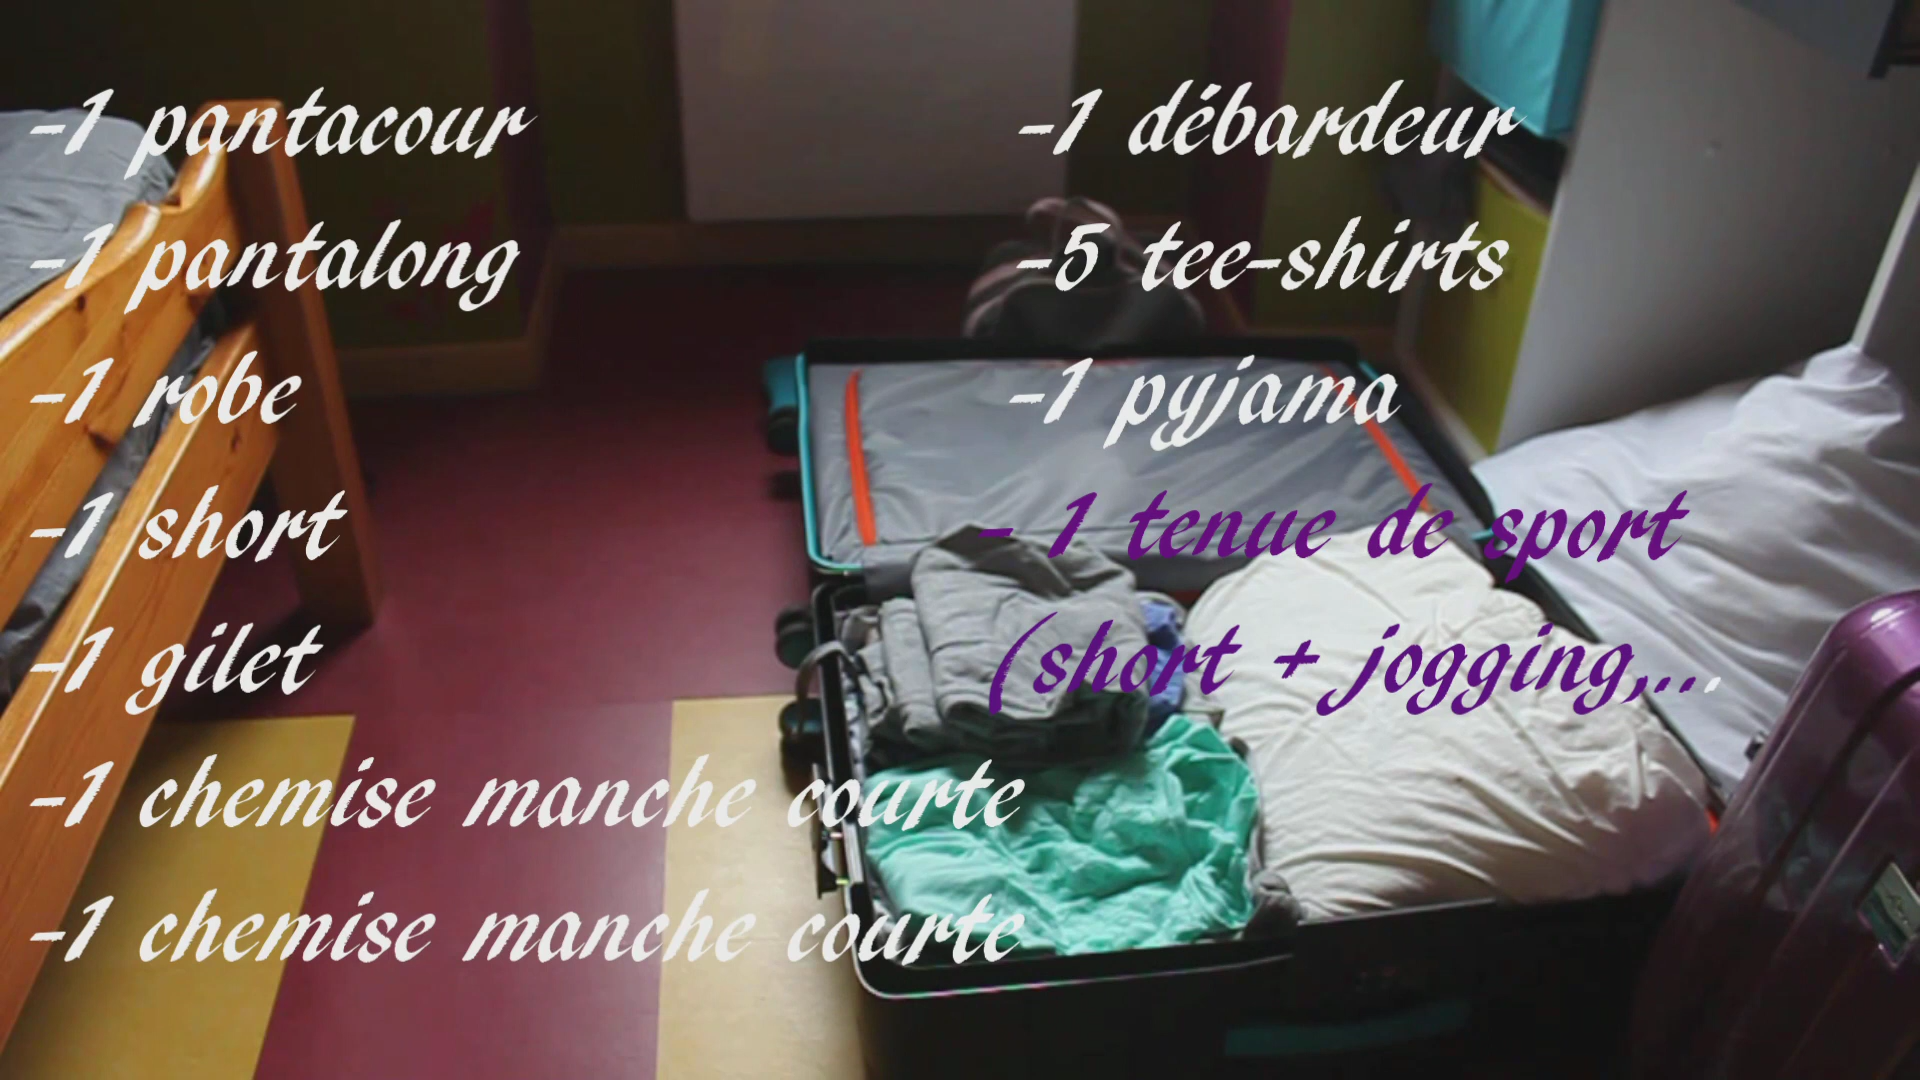 -1 pantacour
-1 pantalong
-1 robe
-1 short
-1 gilet
-1 chemise manche courte
-1 chemise manche courte
-1 débardeur
-5 tee-shirts
-1 pyjama
- 1 tenue de sport
(short + jogging,...